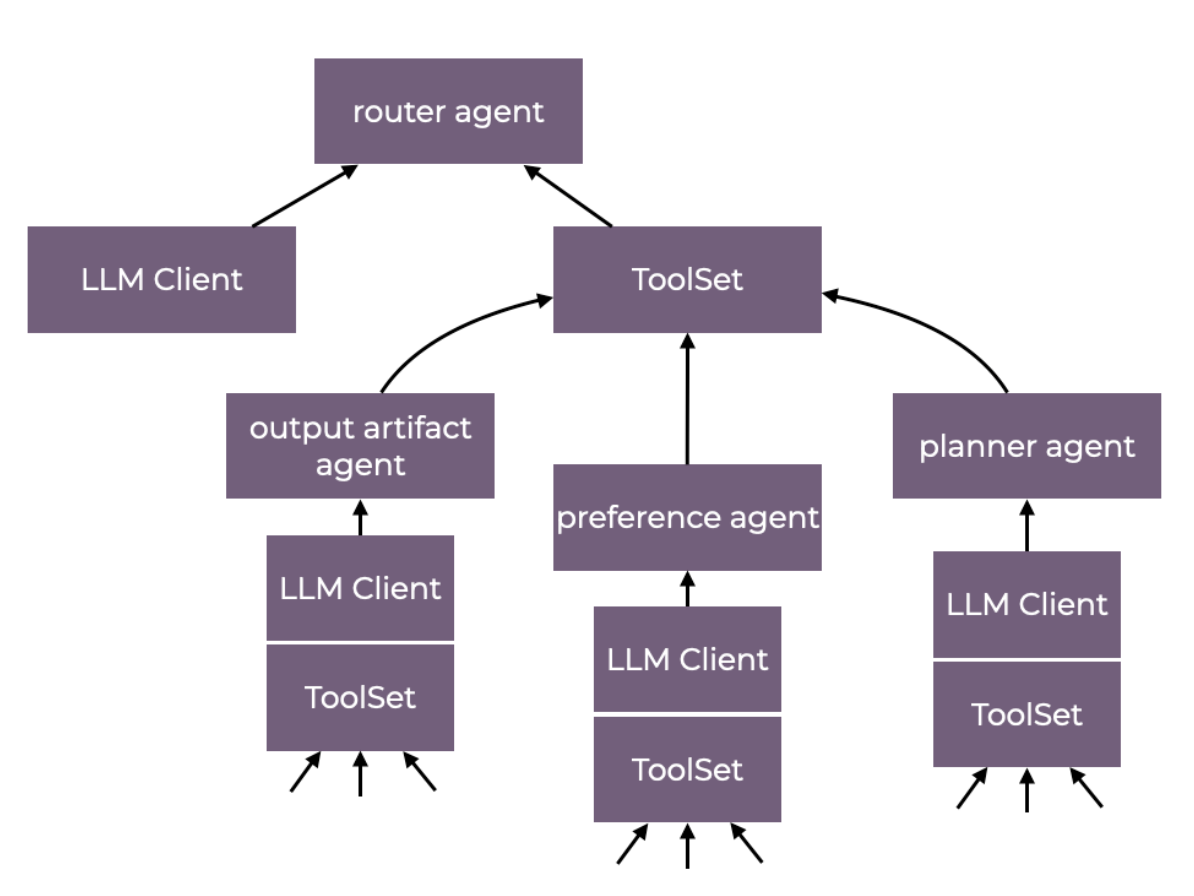 router agent
LLM Client
ToolSet
output artifact
agent
preference agent
planner agent
LLM Client
ToolSet
LLM Client
ToolSet
LLM Client
ToolSet